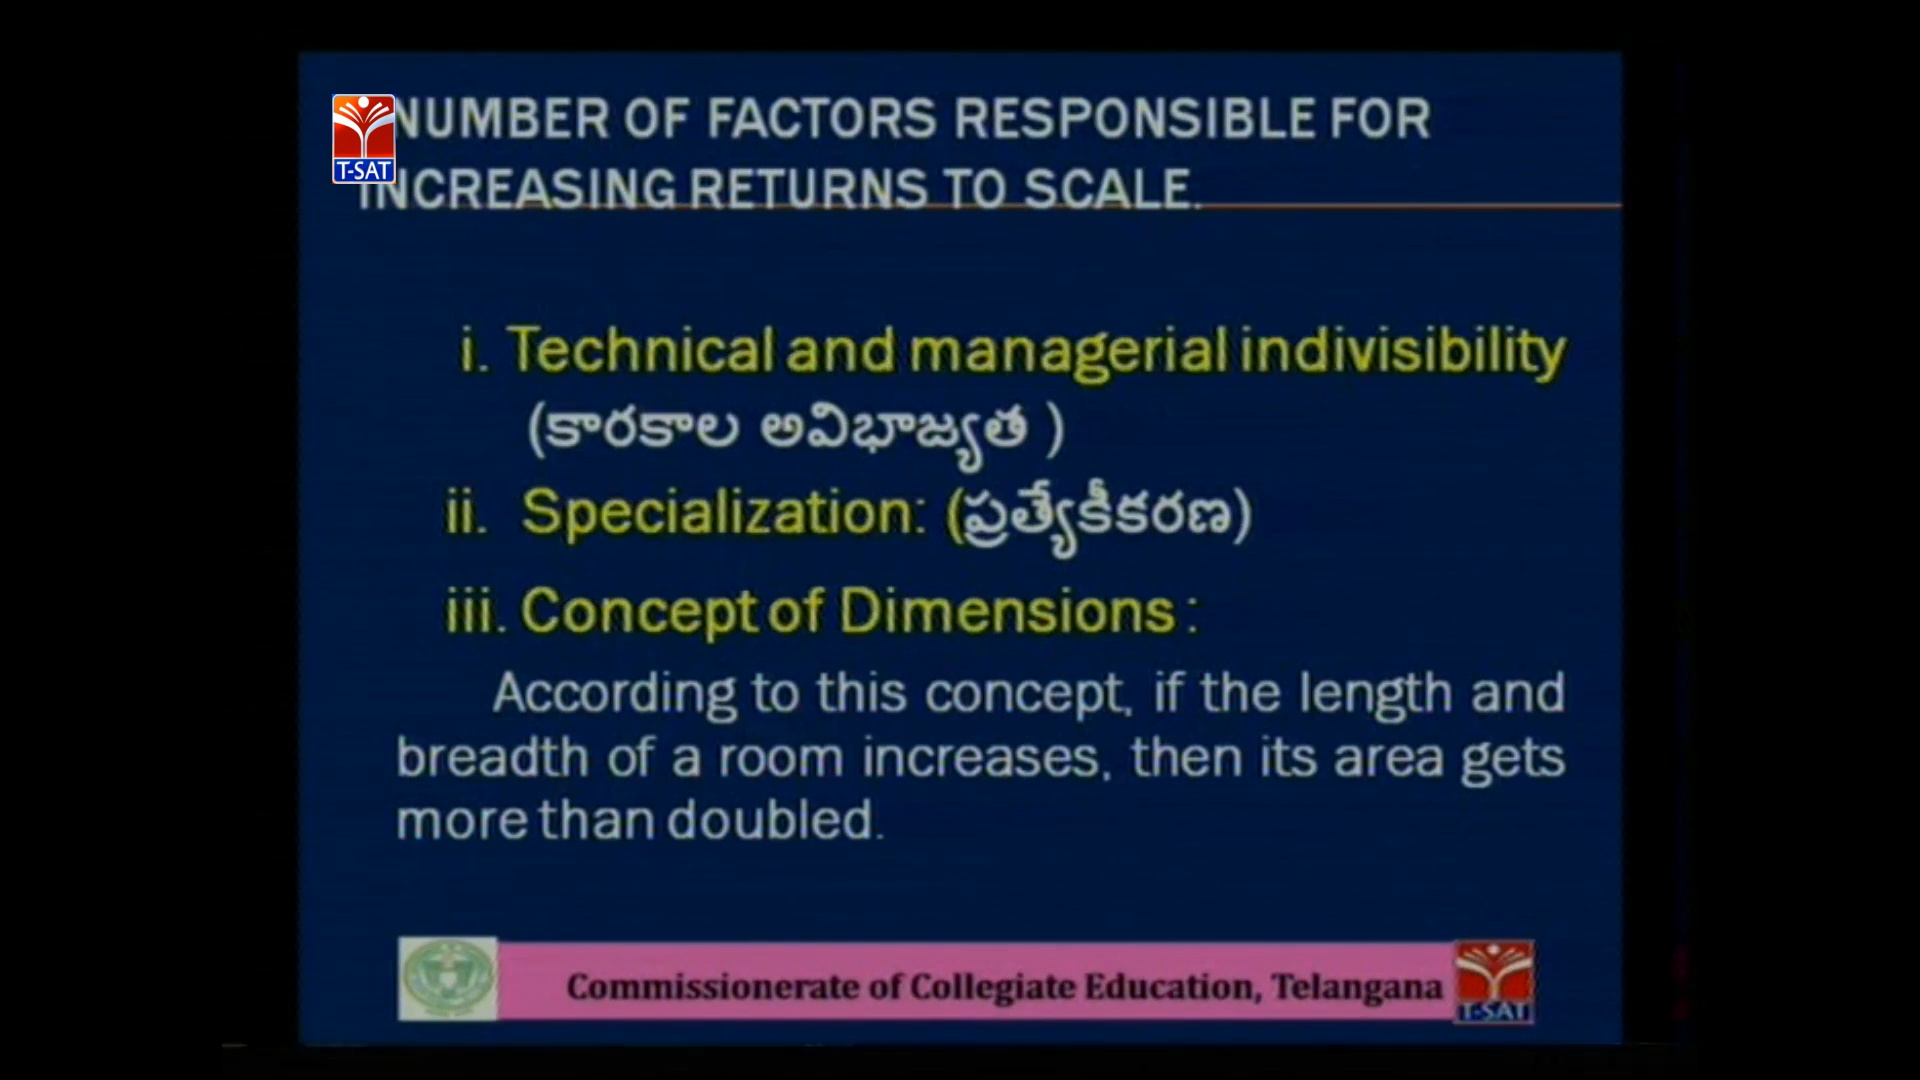 NUMBER OF FACTORS RESPONSIBLE FOR
INCREASING RETURNS TO SCALE.
T-SAT
i. Technical and managerial indivisibility
(కారకాల అవిభాజ్యత )
ii. Specialization: (ప్రత్యేకీకరణ)
iii. Concept of Dimensions :
According to this concept, if the length and
breadth of a room increases, then its area gets
more than doubled.
Commissionerate of Collegiate Education, Telangana
T-SAT